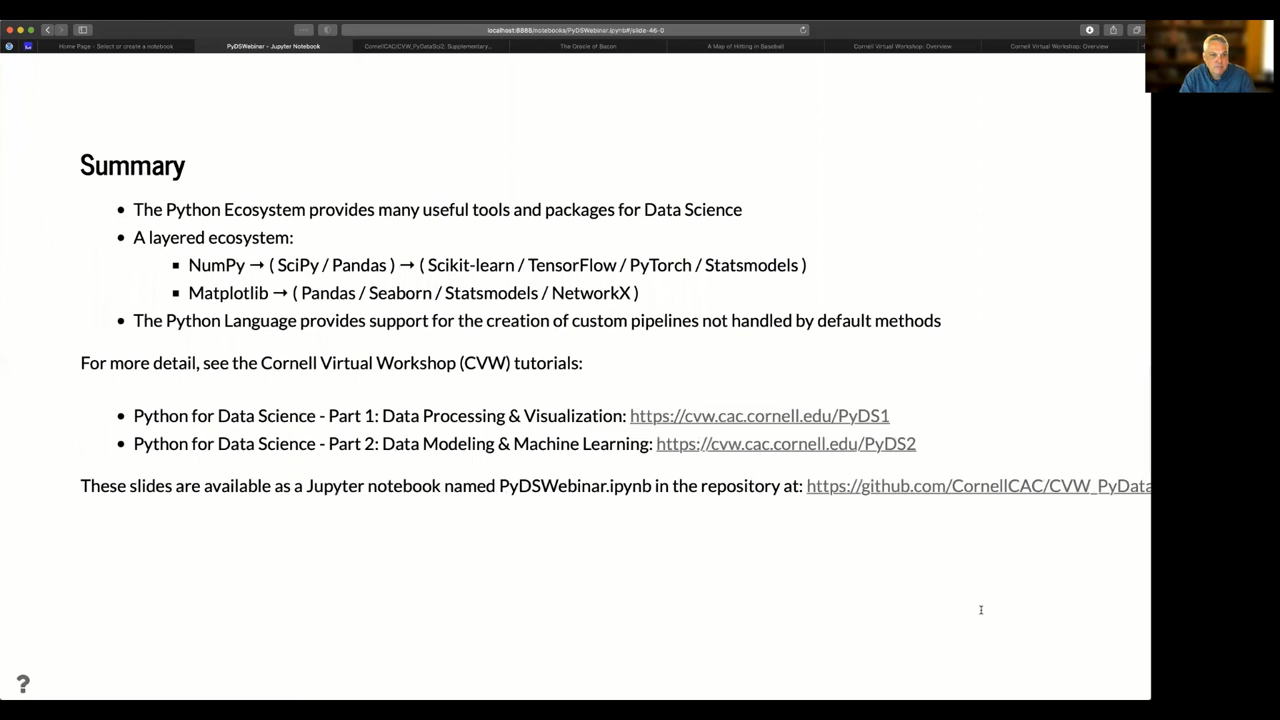 localhost:8888/notebooks/PyDSWebinar.ipynb#/slide-46-0
Home Page - Select or create a notebook
PyDSWebinar - Jupyter Notebook
CornellCAC/CVW_PyDataSci2: Supplementary...
The Oracle of Bacon
A Map of Hitting in Baseball
Cornell Virtual Workshop: Overview
Cornell Virtual Workshop: Overview
Summary
• The Python Ecosystem provides many useful tools and packages for Data Science
• A layered ecosystem:
▪ NumPy → ( SciPy / Pandas ) → ( Scikit-learn / TensorFlow / PyTorch / Statsmodels )
▪ Matplotlib → ( Pandas / Seaborn / Statsmodels / NetworkX )
• The Python Language provides support for the creation of custom pipelines not handled by default methods
For more detail, see the Cornell Virtual Workshop (CVW) tutorials:
• Python for Data Science - Part 1: Data Processing & Visualization: https://cvw.cac.cornell.edu/PyDS1
• Python for Data Science - Part 2: Data Modeling & Machine Learning: https://cvw.cac.cornell.edu/PyDS2
These slides are available as a Jupyter notebook named PyDSWebinar.ipynb in the repository at: https://github.com/CornellCAC/CVW_PyData
?